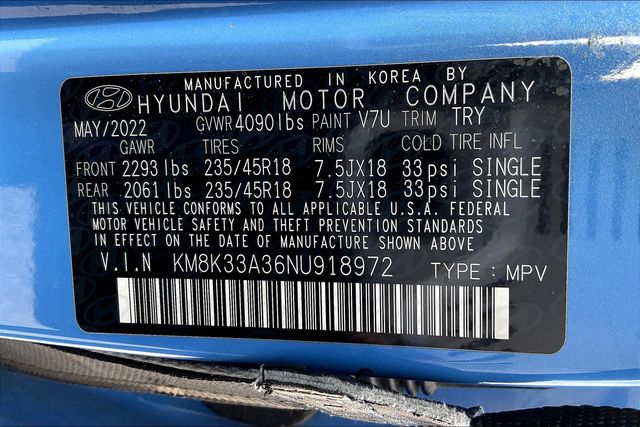 MANUFACTURED IN KOREA BY
HYUNDAI MOTOR COMPANY
MAY/2022 GVWR 4090lbs PAINT V7U TRIM TRY
GAWR TIRES RIMS COLD TIRE INFL
FRONT 2293 lbs 235/45R18 7.5JX18 33psi SINGLE
REAR 2061 lbs 235/45R18 7.5JX18 33psi SINGLE
THIS VEHICLE CONFORMS TO ALL APPLICABLE U.S.A. FEDERAL
MOTOR VEHICLE SAFETY AND THEFT PREVENTION STANDARDS
IN EFFECT ON THE DATE OF MANUFACTURE SHOWN ABOVE
V.I.N KM8K33A36NU918972 TYPE : MPV